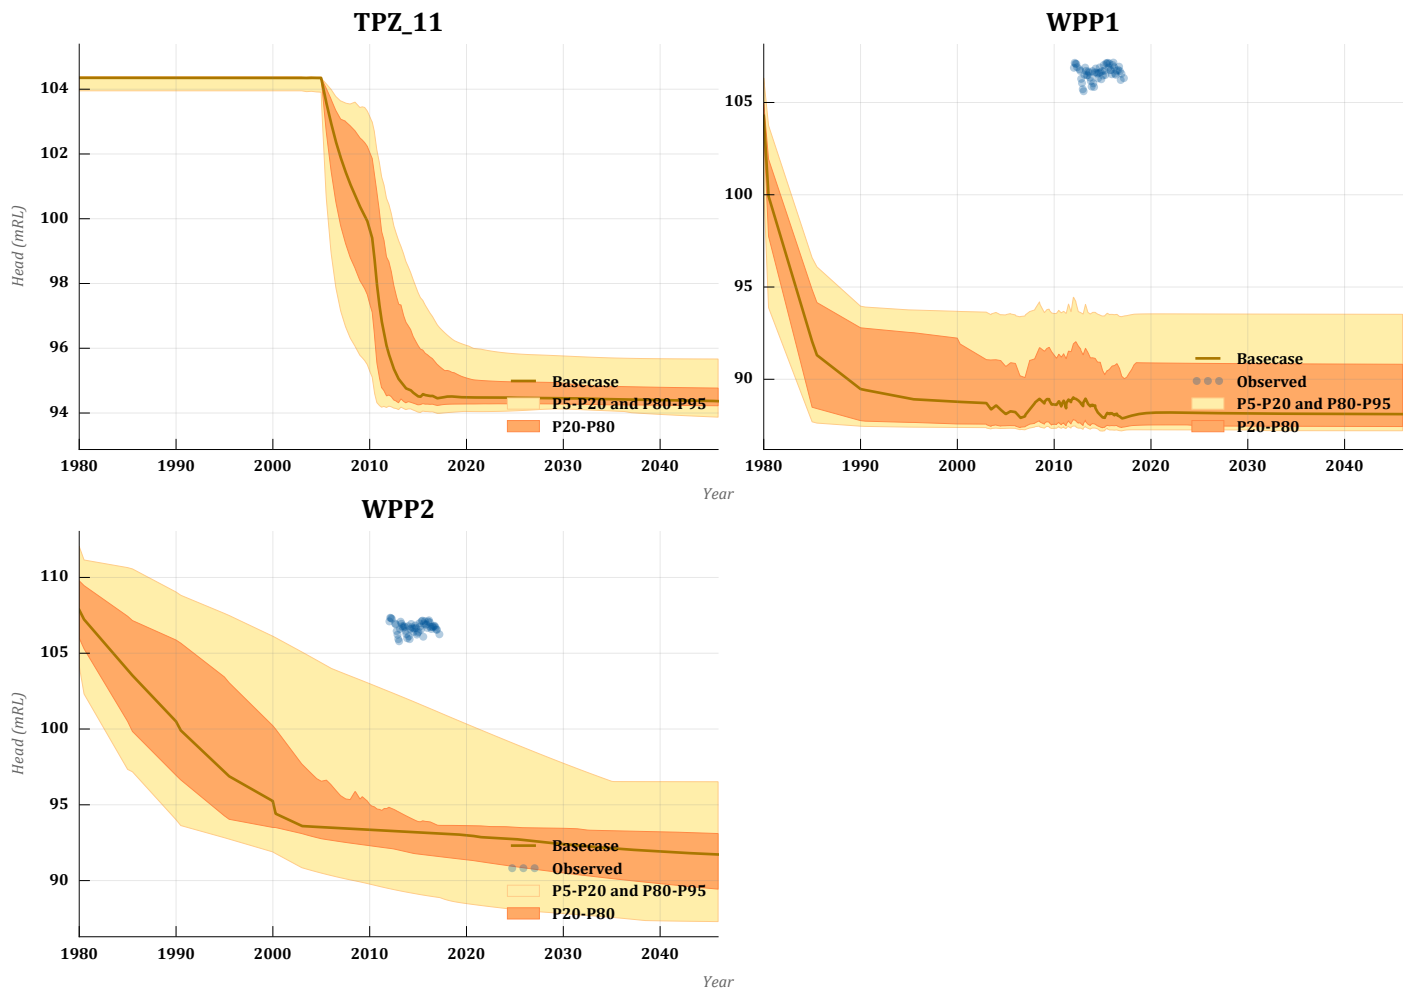 TPZ_11
WPP1
104
102
100
98
96
94
Head (mRL)
Basecase
P5-P20 and P80-P95
P20-P80
1980
1990
2000
2010
2020
2030
2040
105
100
95
90
Basecase
Observed
P5-P20 and P80-P95
P20-P80
1980
1990
2000
2010
2020
2030
2040
Year
WPP2
110
105
100
95
90
Head (mRL)
Basecase
Observed
P5-P20 and P80-P95
P20-P80
1980
1990
2000
2010
2020
2030
2040
Year